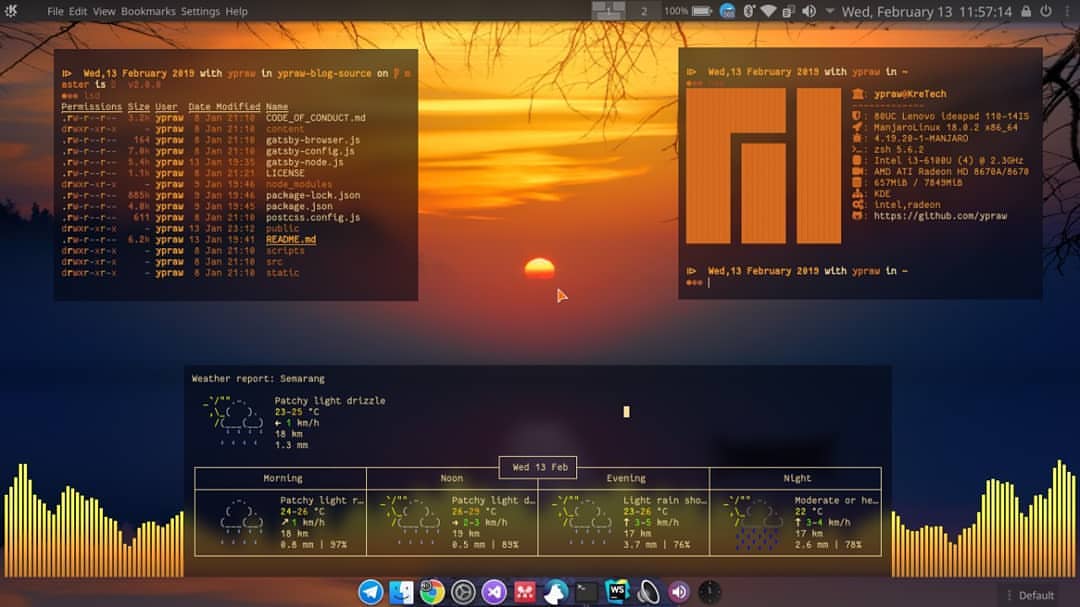 File Edit View Bookmarks Settings Help
1 2 100% Wed, February 13 11:57:14
Wed,13 February 2019 with ypraw in ypraw-blog-source on m
aster is v2.0.0
lsd
Permissions Size User Date Modified Name
.rw-r--r-- 3.2k ypraw 8 Jan 21:10 CODE_OF_CONDUCT.md
drwxr-xr-x - ypraw 8 Jan 21:10 content
.rw-r--r-- 164 ypraw 8 Jan 21:10 gatsby-browser.js
.rw-r--r-- 7.0k ypraw 8 Jan 21:10 gatsby-config.js
.rw-r--r-- 5.4k ypraw 13 Jan 19:35 gatsby-node.js
.rw-r--r-- 1.1k ypraw 8 Jan 21:21 LICENSE
drwxr-xr-x - ypraw 9 Jan 19:46 node_modules
.rw-r--r-- 885k ypraw 9 Jan 19:46 package-lock.json
.rw-r--r-- 4.0k ypraw 9 Jan 19:45 package.json
.rw-r--r-- 611 ypraw 8 Jan 21:10 postcss.config.js
drwxr-xr-x - ypraw 13 Jan 23:12 public
.rw-r--r-- 6.2k ypraw 13 Jan 19:41 README.md
drwxr-xr-x - ypraw 8 Jan 21:10 scripts
drwxr-xr-x - ypraw 8 Jan 21:10 src
drwxr-xr-x - ypraw 8 Jan 21:10 static
Wed,13 February 2019 with ypraw in ~
ypraw@KreTech
-------------
: 80UC Lenovo ideapad 110-14IS
: ManjaroLinux 18.0.2 x86_64
: 4.19.20-1-MANJARO
: zsh 5.6.2
: Intel i3-6100U (4) @ 2.3GHz
: AMD ATI Radeon HD 8670A/8670
: 657MiB / 7849MiB
: KDE
: intel,radeon
: https://github.com/ypraw
Wed,13 February 2019 with ypraw in ~
Weather report: Semarang
Patchy light drizzle
23-25 °C
← 1 km/h
18 km
1.3 mm
Wed 13 Feb
Morning Noon Evening Night
Patchy light r… Patchy light d… Light rain sho… Moderate or he…
24-26 °C 26-29 °C 23-26 °C 22 °C
↗ 1 km/h → 2-3 km/h ↑ 3-5 km/h ↑ 3-4 km/h
18 km 19 km 17 km 17 km
0.8 mm | 97% 0.5 mm | 89% 3.7 mm | 76% 2.6 mm | 78%
WS
Default